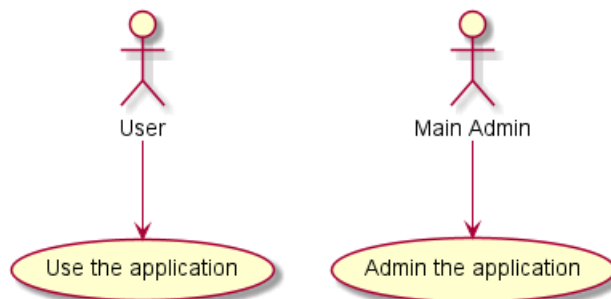 User
Main Admin
Use the application
Admin the application